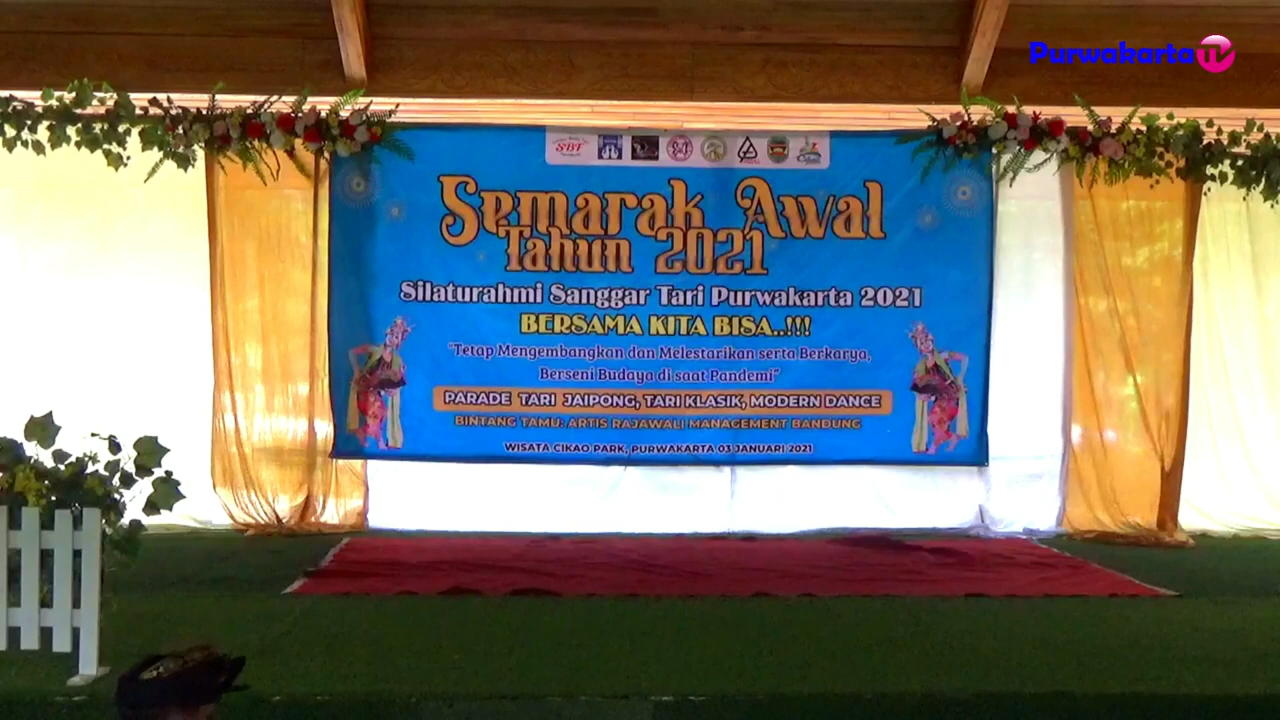 PurwakartaTV
SBT
Semarak Awal
Tahun 2021
Silaturahmi Sanggar Tari Purwakarta 2021
BERSAMA KITA BISA..!!!
"Tetap Mengembangkan dan Melestarikan serta Berkarya,
Berseni Budaya di saat Pandemi"
PARADE TARI JAIPONG, TARI KLASIK, MODERN DANCE
BINTANG TAMU: ARTIS RAJAWALI MANAGEMENT BANDUNG
WISATA CIKAO PARK, PURWAKARTA 03 JANUARI 2021